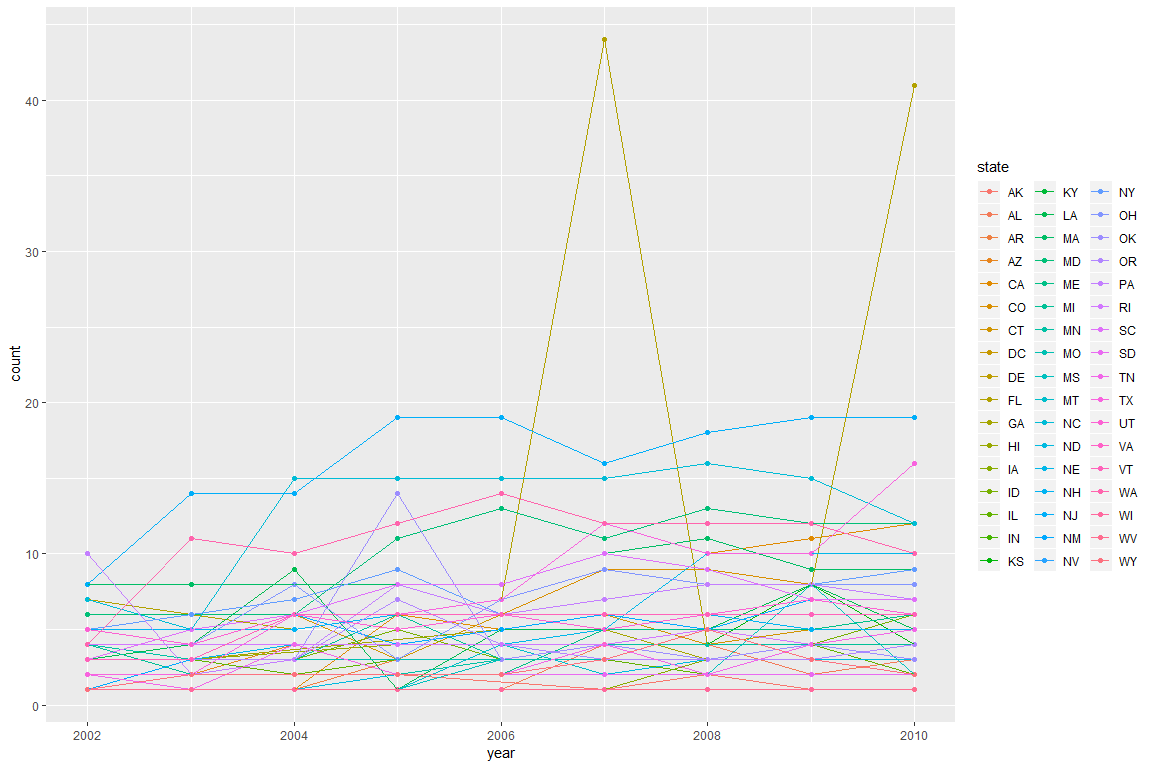 state
AK KY NY
AL LA OH
AR MA OK
AZ MD OR
CA ME PA
CO MI RI
CT MN SC
DC MO SD
DE MS TN
FL MT TX
GA NC UT
HI ND VA
IA NE VT
ID NH WA
IL NJ WI
IN NM WV
KS NV WY
count
40
30
20
10
0
2002 2004 2006 2008 2010
year